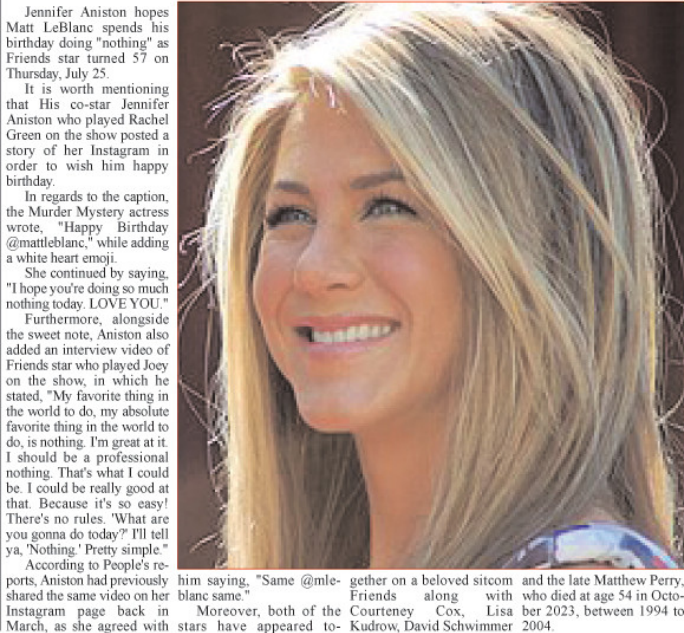 Jennifer Aniston hopes
Matt LeBlanc spends his
birthday doing "nothing" as
Friends star turned 57 on
Thursday, July 25.
It is worth mentioning
that His co-star Jennifer
Aniston who played Rachel
Green on the show posted a
story of her Instagram in
order to wish him happy
birthday.
In regards to the caption,
the Murder Mystery actress
wrote, "Happy Birthday
@mattleblanc," while adding
a white heart emoji.
She continued by saying,
"I hope you're doing so much
nothing today. LOVE YOU."
Furthermore, alongside
the sweet note, Aniston also
added an interview video of
Friends star who played Joey
on the show, in which he
stated, "My favorite thing in
the world to do, my absolute
favorite thing in the world to
do, is nothing. I'm great at it.
I should be a professional
nothing. That's what I could
be. I could be really good at
that. Because it's so easy!
There's no rules. 'What are
you gonna do today?' I'll tell
ya, 'Nothing.' Pretty simple."
According to People's re-
ports, Aniston had previously
shared the same video on her
Instagram page back in
March, as she agreed with
him saying, "Same @mle-
blanc same."
Moreover, both of the
stars have appeared to-
gether on a beloved sitcom
Friends along with
Courteney Cox, Lisa
Kudrow, David Schwimmer
and the late Matthew Perry,
who died at age 54 in Octo-
ber 2023, between 1994 to
2004.